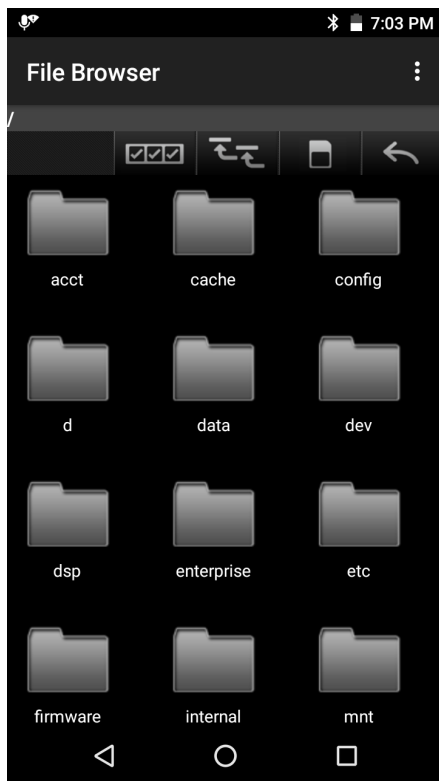 7:03 PM
File Browser
/
acct cache config
d data dev
dsp enterprise etc
firmware internal mnt